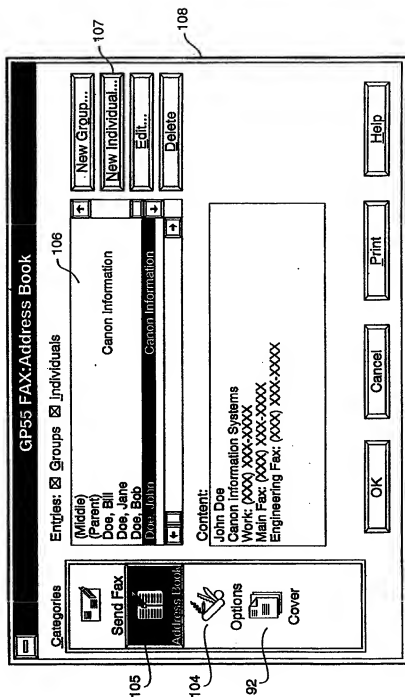 GP55 FAX:Address Book
Categories
Send Fax
Address Book
Options
Cover
Entries: ☒ Groups ☒ Individuals
(Middle)
(Parent)
Doe, Bill Canon Information
Doe, Jane
Doe, Bob
Doe, John Canon Information
New Group...
New Individual...
Edit...
Delete
Content:
John Doe
Canon Information Systems
Work: (XXX) XXX-XXXX
Main Fax: (XXX) XXX-XXXX
Engineering Fax: (XXX) XXX-XXXX
OK
Cancel
Print
Help
105
104
92
106
107
108